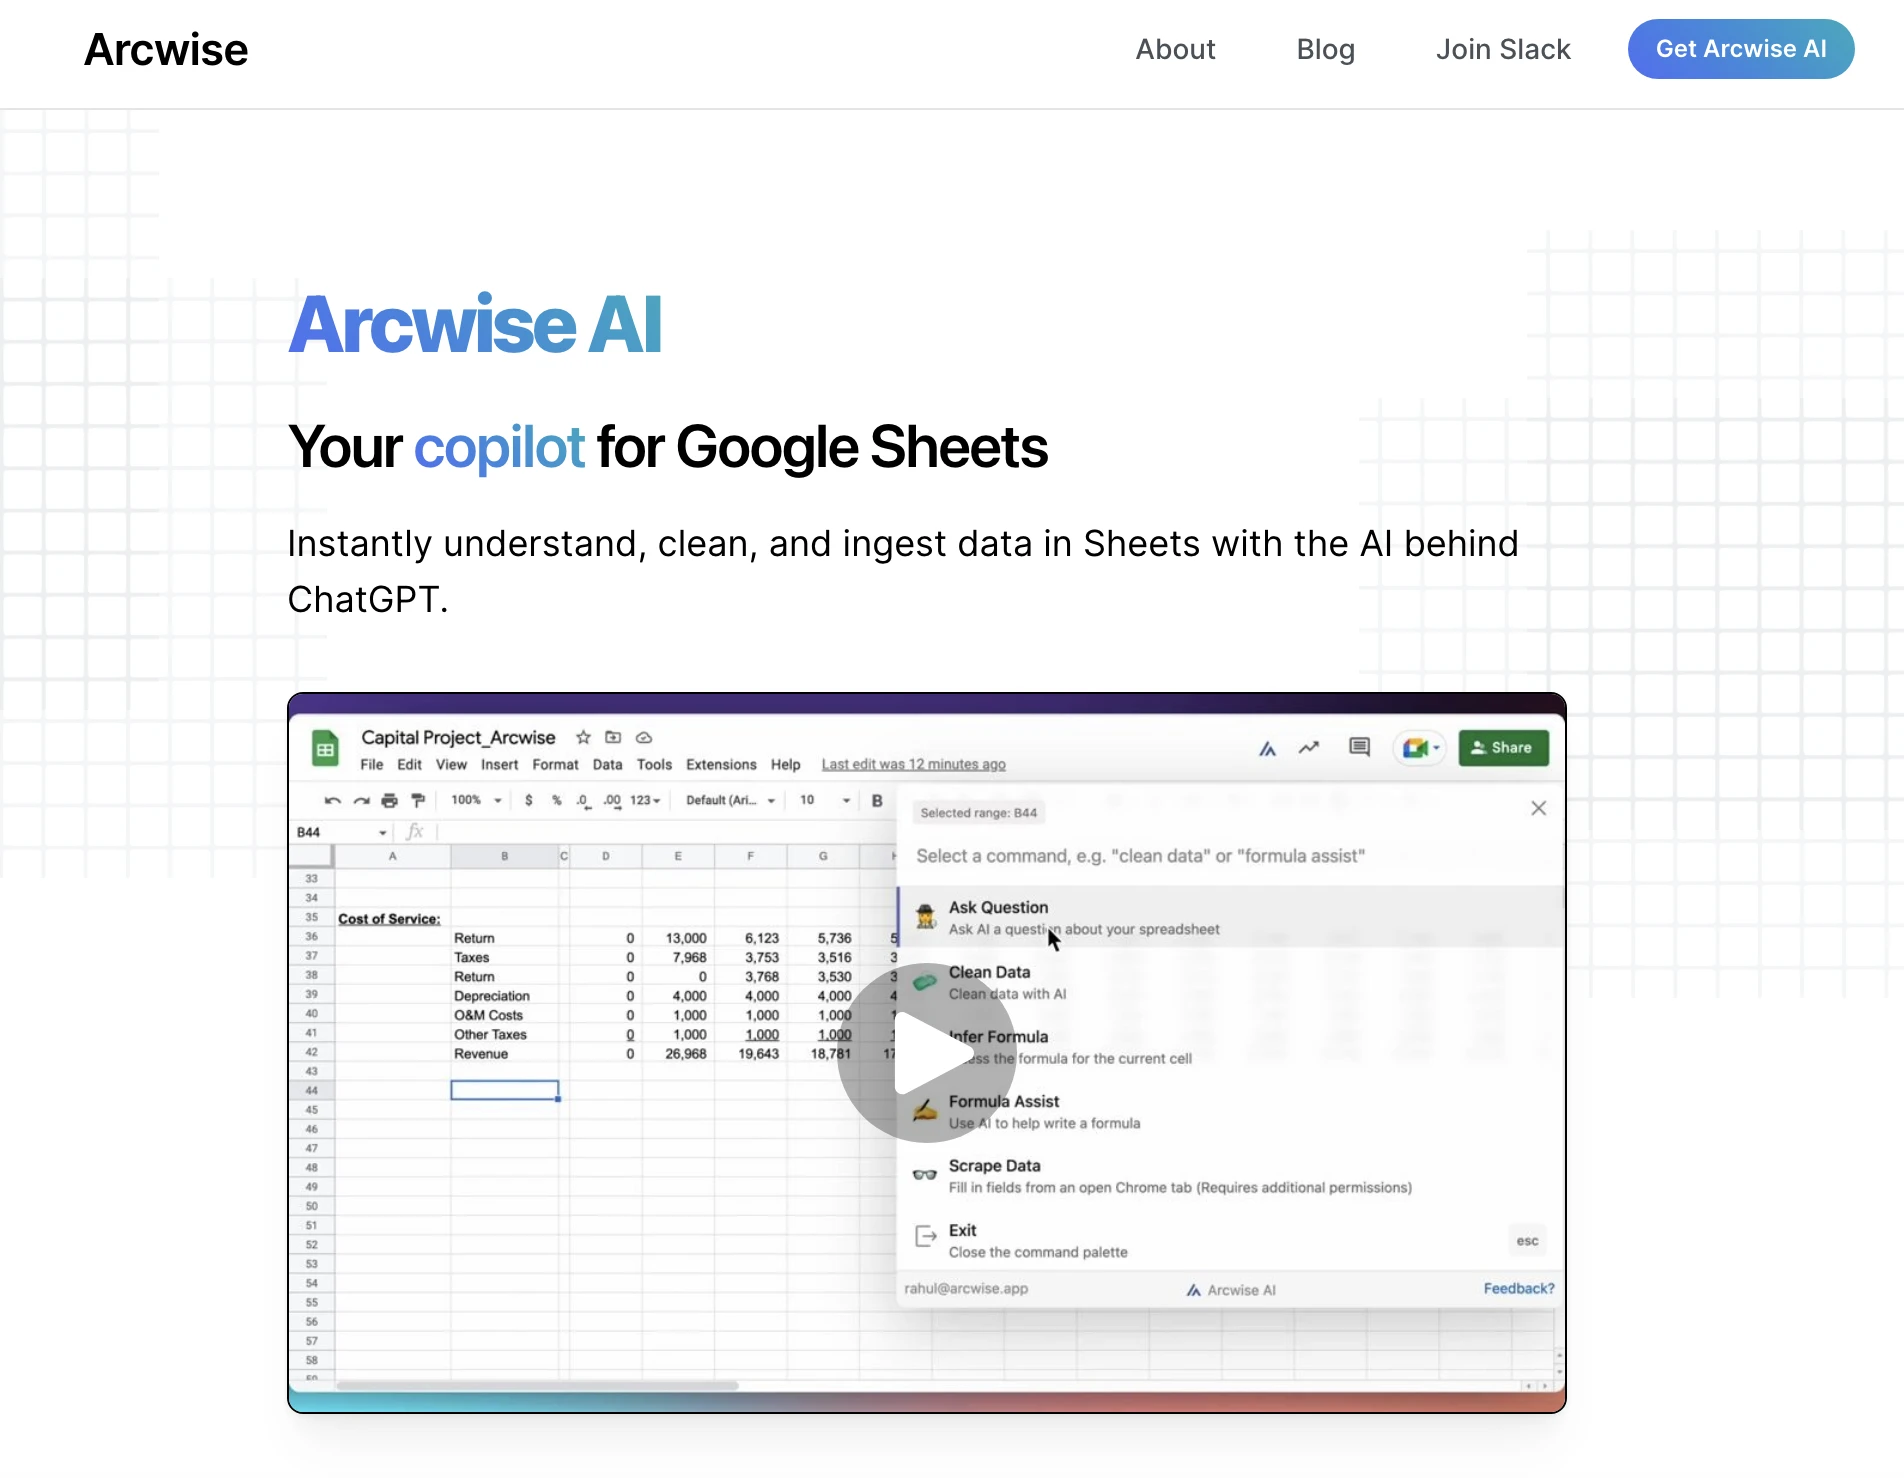 Arcwise
About Blog Join Slack Get Arcwise AI
Arcwise AI
Your copilot for Google Sheets
Instantly understand, clean, and ingest data in Sheets with the AI behind
ChatGPT.
Capital Project_Arcwise
Share
File Edit View Insert Format Data Tools Extensions Help Last edit was 12 minutes ago
100% $ % .0 .00 123 Default (Ari... 10 B
B44 fx
A B C D E F G
33
34
35 Cost of Service:
36 Return 0 13,000 6,123 5,736 5
37 Taxes 0 7,968 3,753 3,516 3
38 Return 0 0 3,768 3,530 3
39 Depreciation 0 4,000 4,000 4,000 4
40 O&M Costs 0 1,000 1,000 1,000 1
41 Other Taxes 0 1,000 1,000 1,000
42 Revenue 0 26,968 19,643 18,781 17
43
44
45
46
47
48
49
50
51
52
53
54
55
56
57
58
Selected range: B44
Select a command, e.g. "clean data" or "formula assist"
Ask Question
Ask AI a question about your spreadsheet
Clean Data
Clean data with AI
Infer Formula
the formula for the current cell
Formula Assist
Use AI to help write a formula
Scrape Data
Fill in fields from an open Chrome tab (Requires additional permissions)
Exit
Close the command palette
esc
rahul@arcwise.app Arcwise AI Feedback?